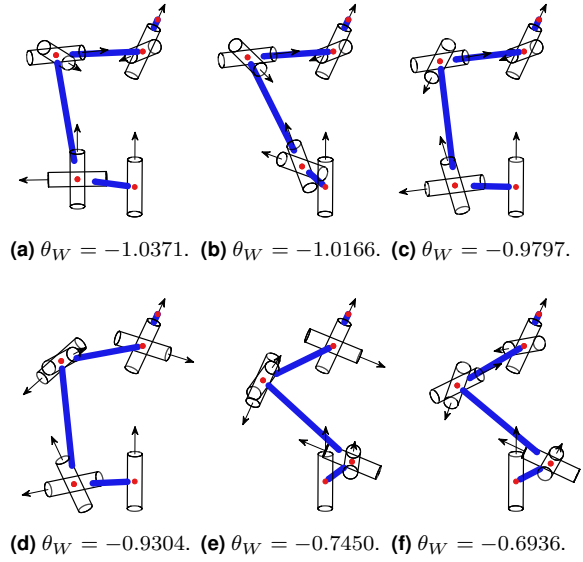 (a) θ_W = −1.0371. (b) θ_W = −1.0166. (c) θ_W = −0.9797.
(d) θ_W = −0.9304. (e) θ_W = −0.7450. (f) θ_W = −0.6936.